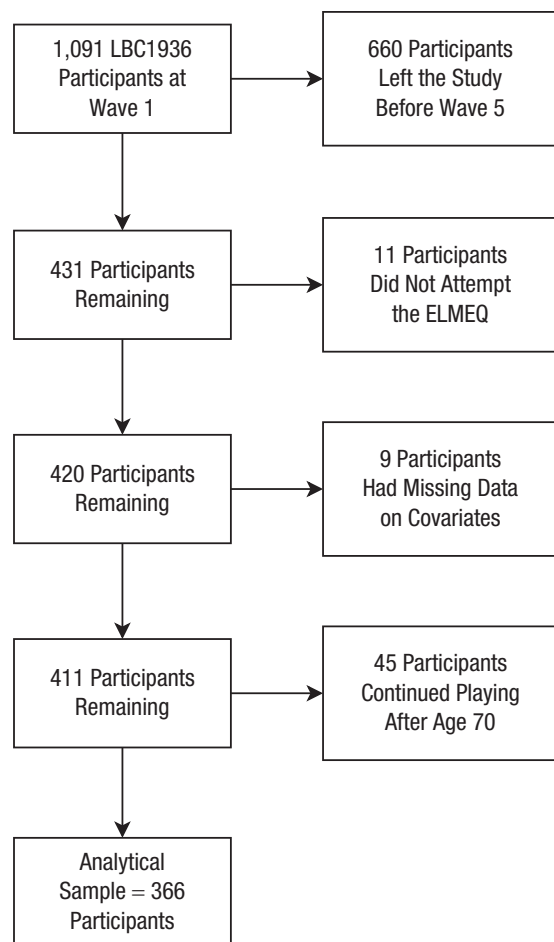 1,091 LBC1936
Participants at
Wave 1
660 Participants
Left the Study
Before Wave 5
431 Participants
Remaining
11 Participants
Did Not Attempt
the ELMEQ
420 Participants
Remaining
9 Participants
Had Missing Data
on Covariates
411 Participants
Remaining
45 Participants
Continued Playing
After Age 70
Analytical
Sample = 366
Participants